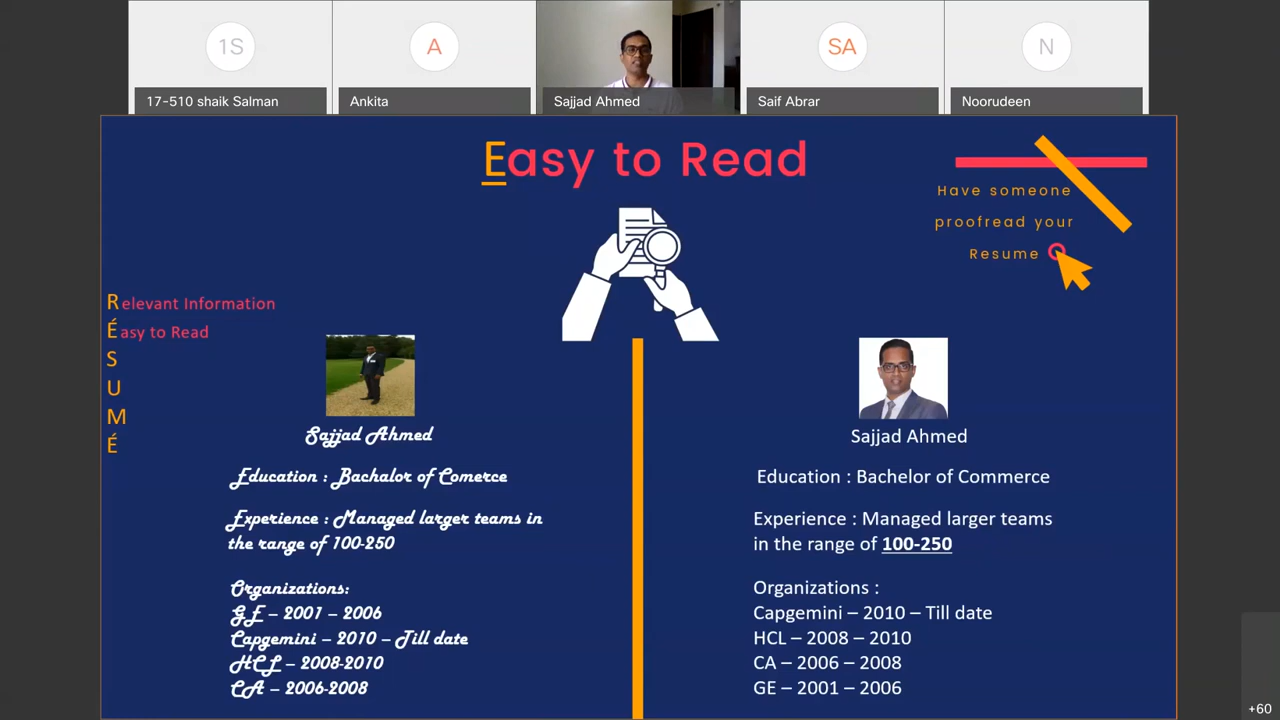 1S
A
SA
N
17-510 shaik Salman
Ankita
Sajjad Ahmed
Saif Abrar
Noorudeen
Easy to Read
Have someone
proofread your
Resume
Relevant Information
Éasy to Read
S
U
M
É
Sajjad Ahmed
Education : Bachalor of Comerce
Experience : Managed larger teams in
the range of 100-250
Organizations:
GE – 2001 – 2006
Capgemini – 2010 – Till date
HCL – 2008-2010
CA – 2006-2008
Sajjad Ahmed
Education : Bachelor of Commerce
Experience : Managed larger teams
in the range of 100-250
Organizations :
Capgemini – 2010 – Till date
HCL – 2008 – 2010
CA – 2006 – 2008
GE – 2001 – 2006
+60